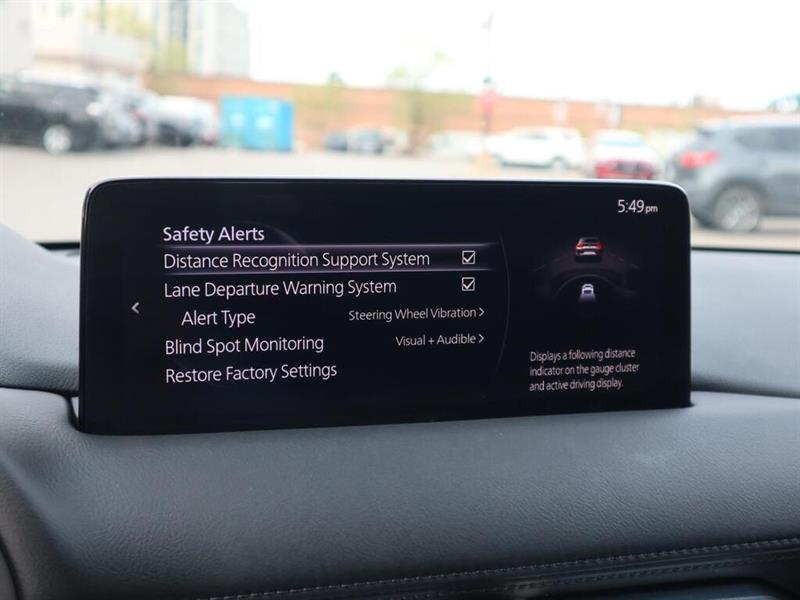 5:49pm
Safety Alerts
Distance Recognition Support System
Lane Departure Warning System
Alert Type Steering Wheel Vibration >
Blind Spot Monitoring Visual + Audible >
Restore Factory Settings
Displays a following distance
indicator on the gauge cluster
and active driving display.